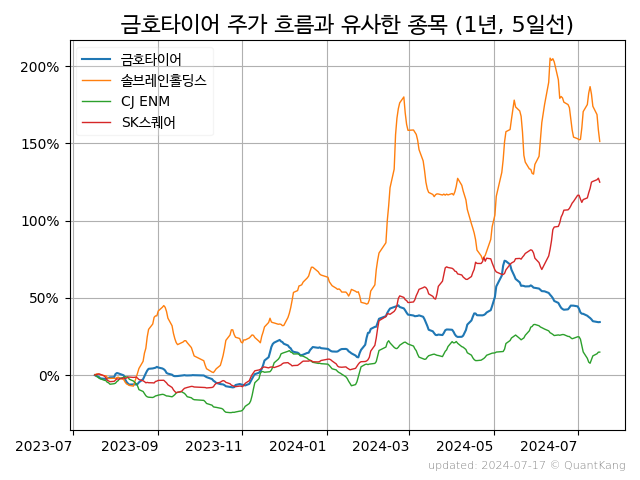 금호타이어 주가 흐름과 유사한 종목 (1년, 5일선)
금호타이어
솔브레인홀딩스
CJ ENM
SK스퀘어
200%
150%
100%
50%
0%
2023-07 2023-09 2023-11 2024-01 2024-03 2024-05 2024-07
updated: 2024-07-17 © QuantKang